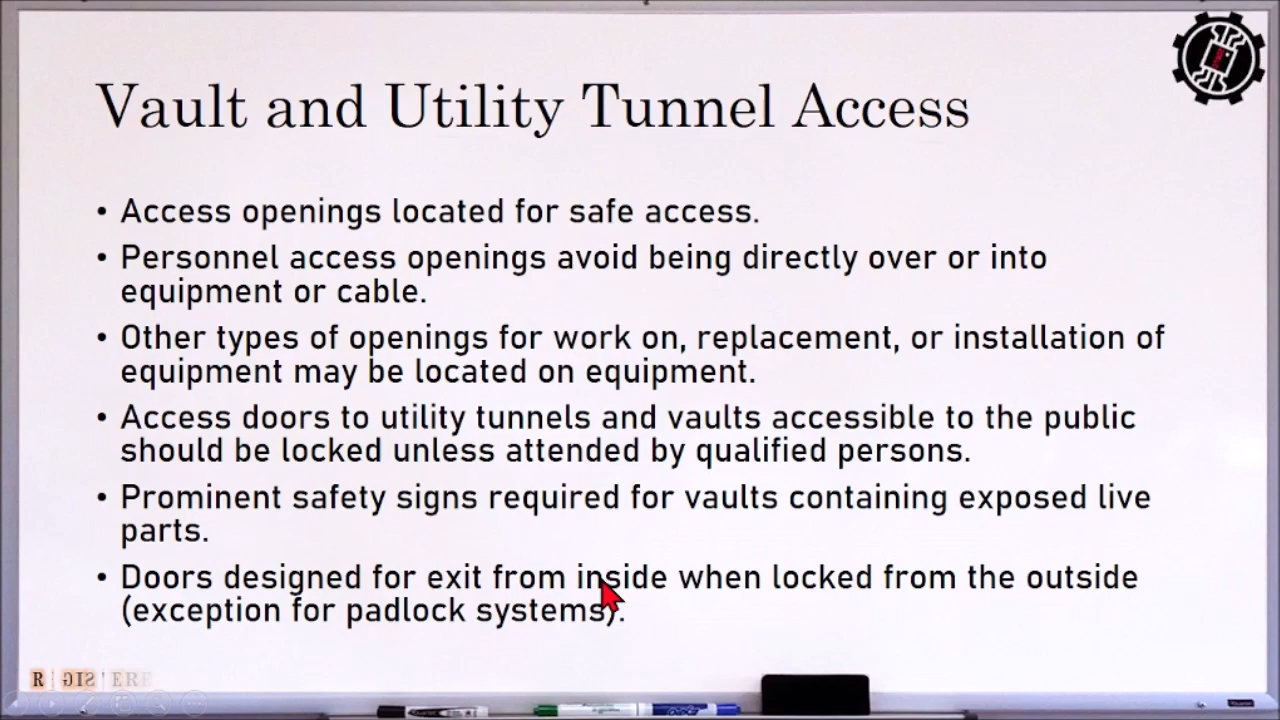 Vault and Utility Tunnel Access
• Access openings located for safe access.
• Personnel access openings avoid being directly over or into
equipment or cable.
• Other types of openings for work on, replacement, or installation of
equipment may be located on equipment.
• Access doors to utility tunnels and vaults accessible to the public
should be locked unless attended by qualified persons.
• Prominent safety signs required for vaults containing exposed live
parts.
• Doors designed for exit from inside when locked from the outside
(exception for padlock systems).